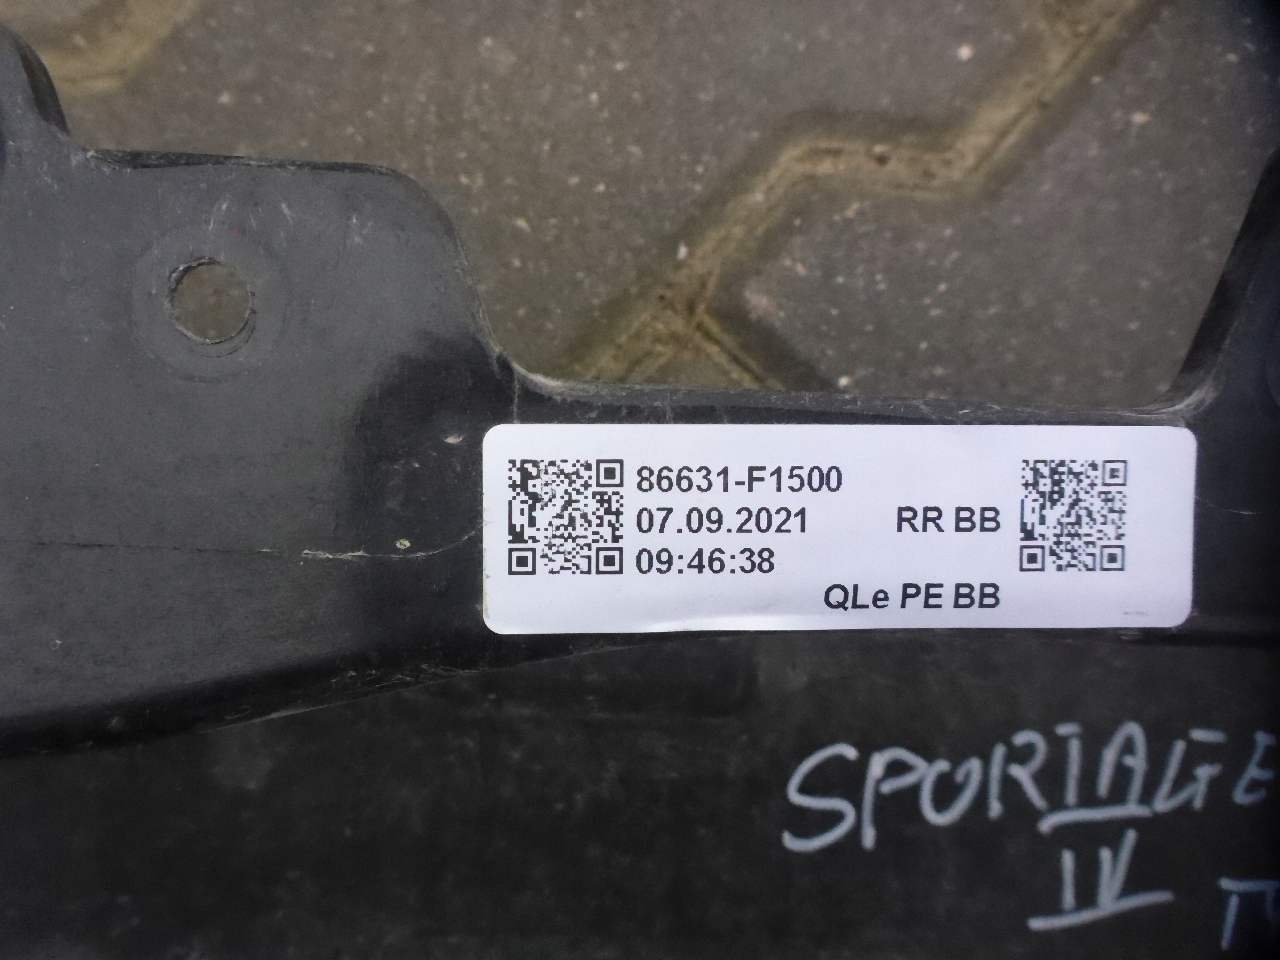 86631-F1500
07.09.2021 RR BB
09:46:38
QLe PE BB
SPORTAGE
IV